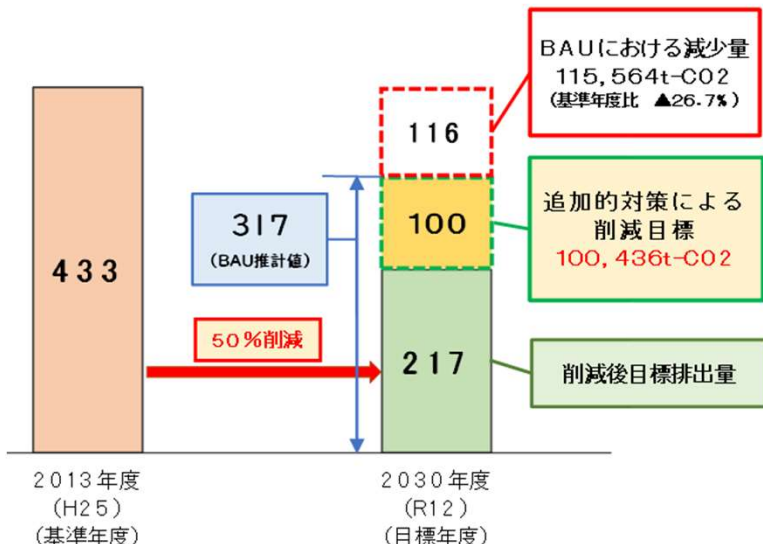 BAUにおける減少量
115,564t-CO2
(基準年度比 ▲26.7%)
116
追加的対策による
削減目標
100,436t-CO2
100
317
(BAU推計値)
433
50%削減
217
削減後目標排出量
2013年度
(H25)
(基準年度)
2030年度
(R12)
(目標年度)